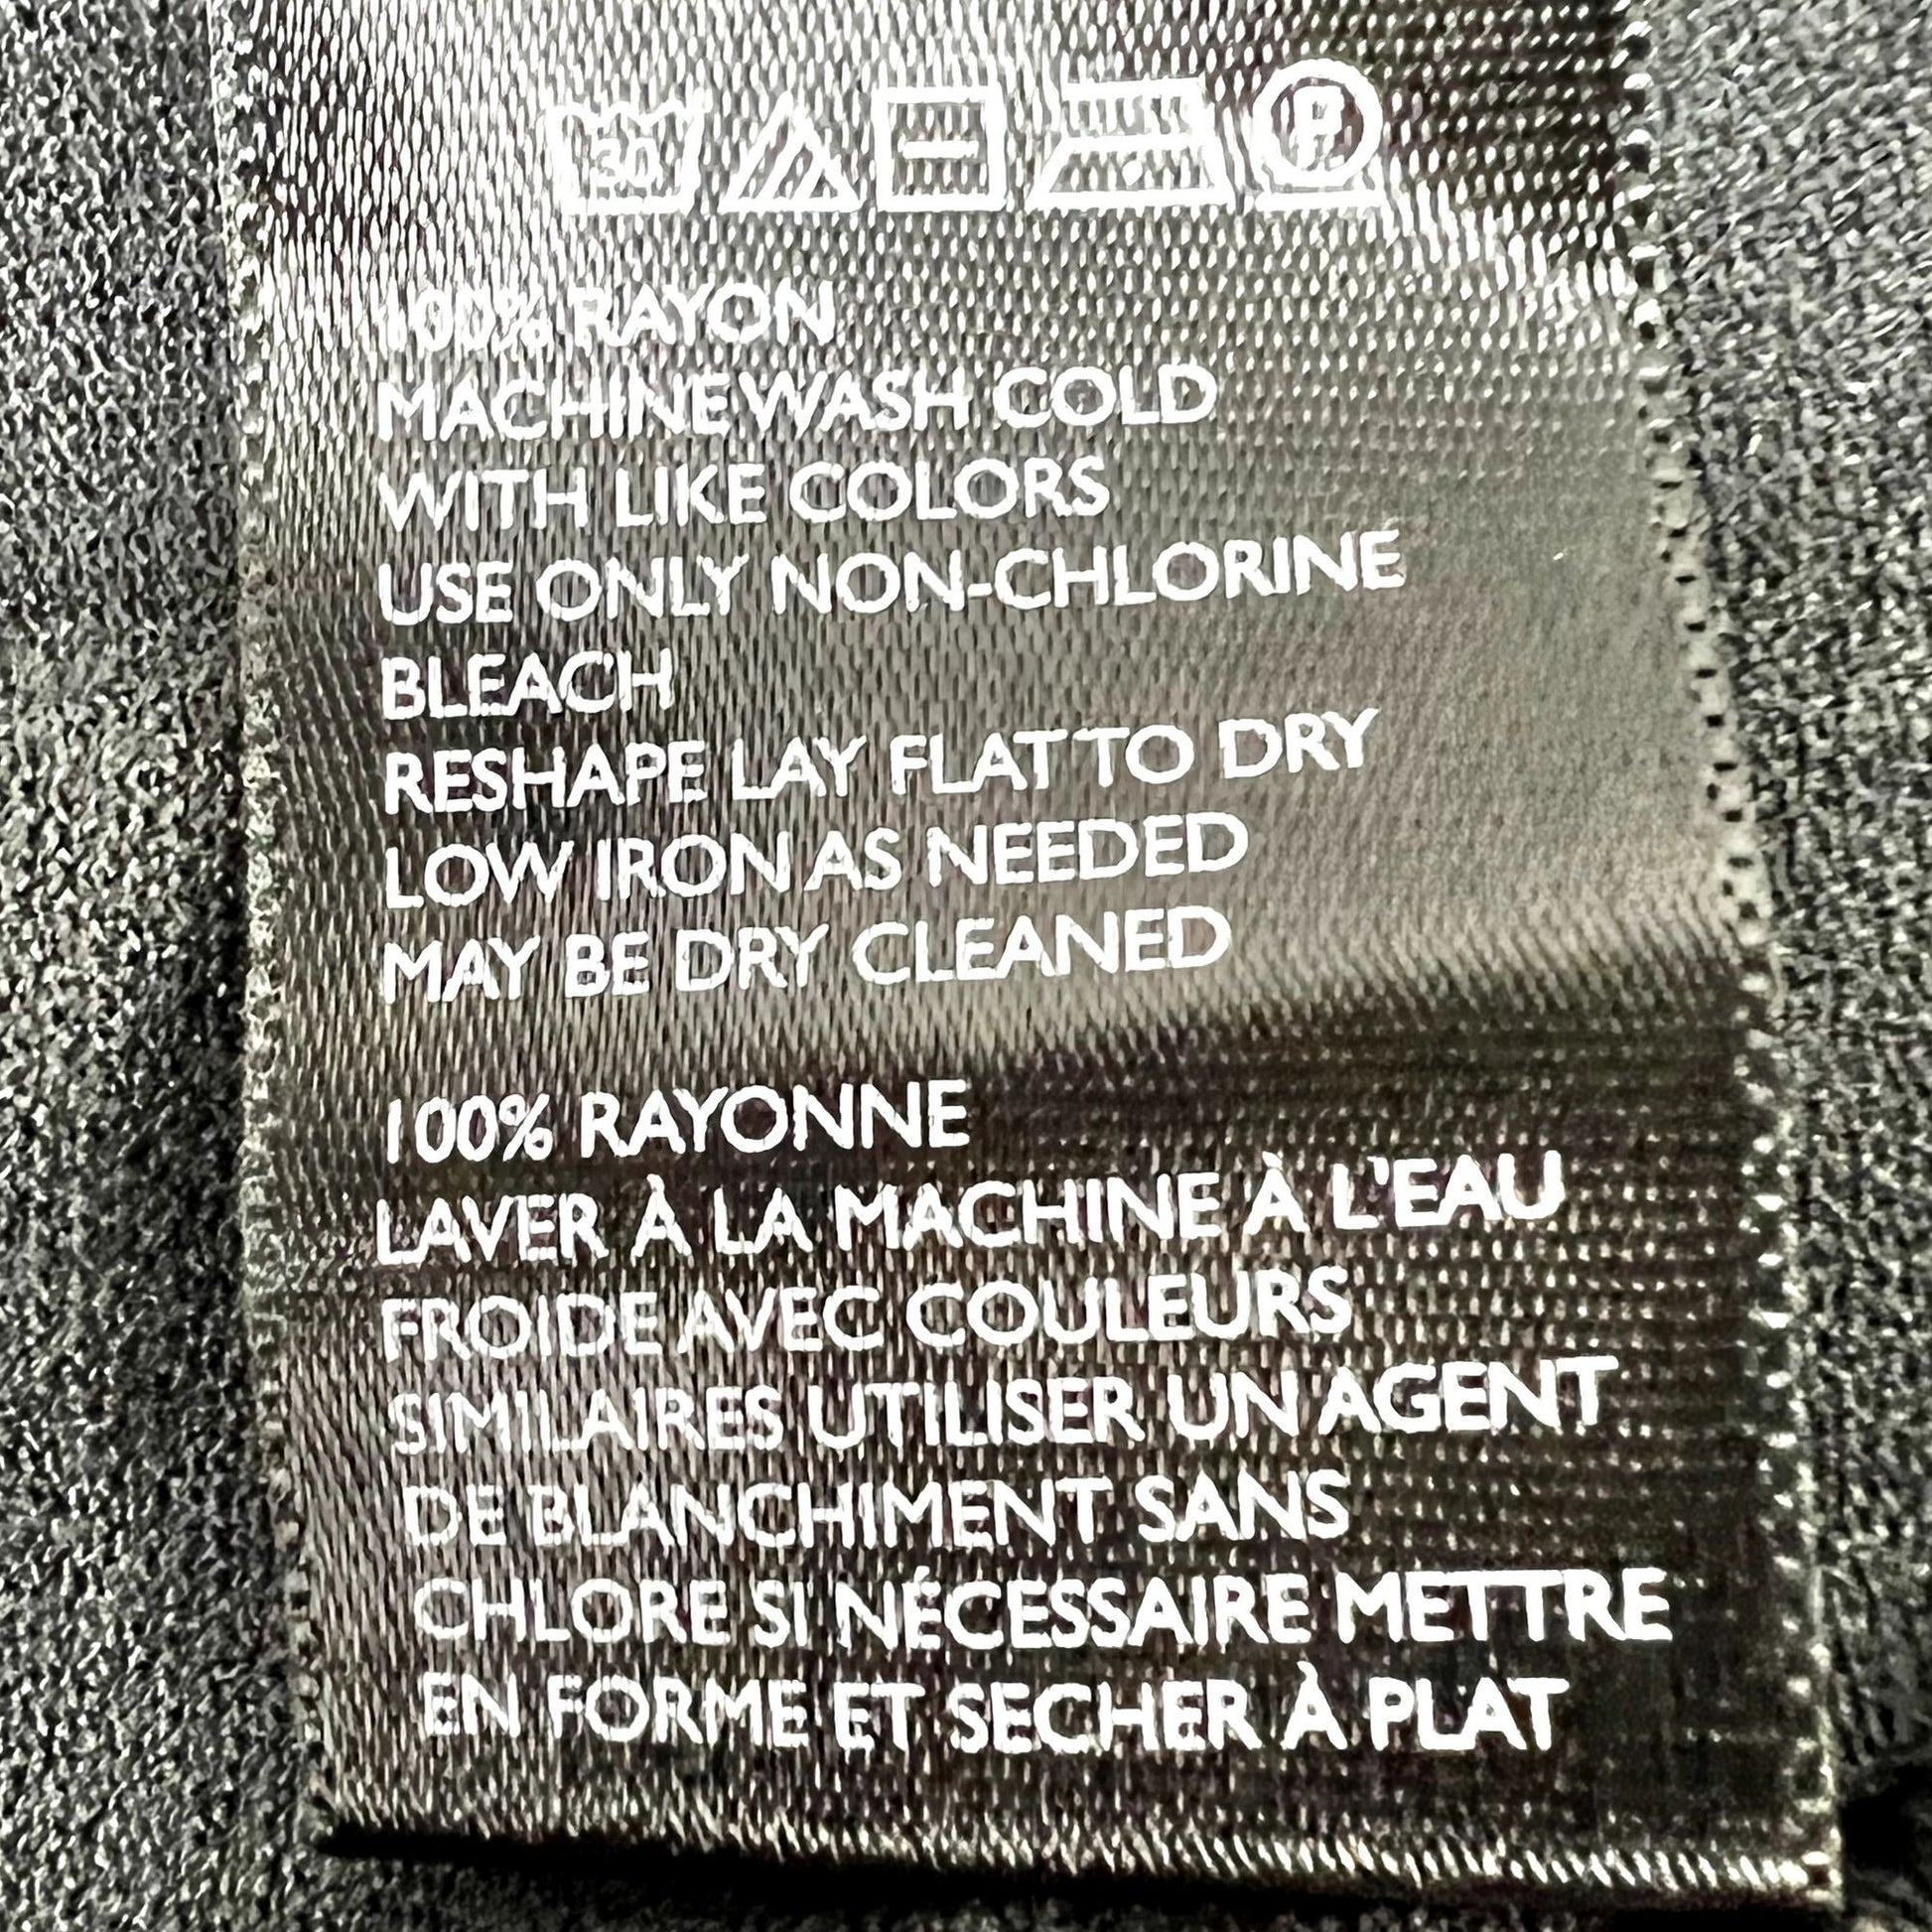 30 P
100% RAYON
MACHINE WASH COLD
WITH LIKE COLORS
USE ONLY NON-CHLORINE
BLEACH
RESHAPE LAY FLAT TO DRY
LOW IRON AS NEEDED
MAY BE DRY CLEANED
100% RAYONNE
LAVER À LA MACHINE À L'EAU
FROIDE AVEC COULEURS
SIMILAIRES UTILISER UN AGENT
DE BLANCHIMENT SANS
CHLORE SI NÉCESSAIRE METTRE
EN FORME ET SECHER À PLAT